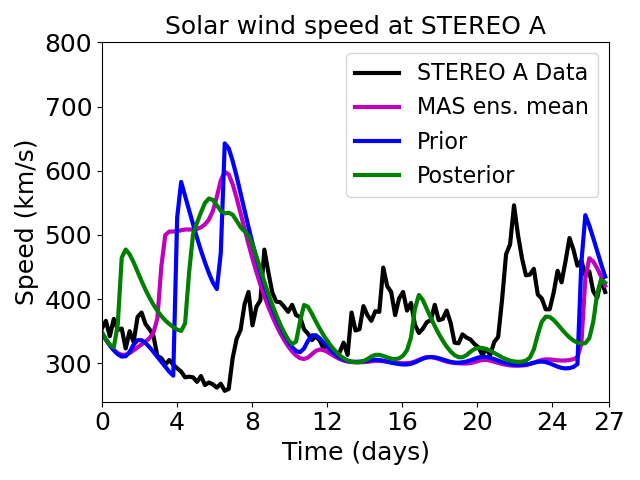 Solar wind speed at STEREO A
800
700
600
500
400
300
Speed (km/s)
STEREO A Data
MAS ens. mean
Prior
Posterior
0 4 8 12 16 20 24 27
Time (days)